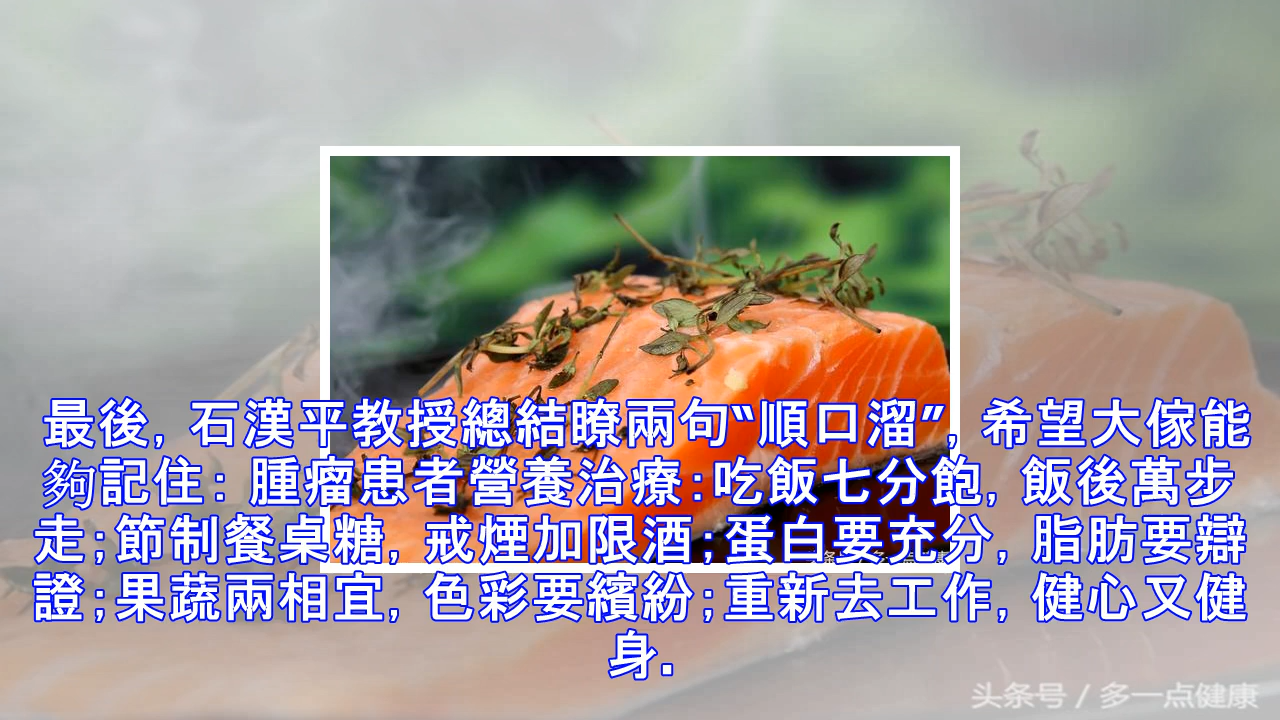 最後, 石漢平教授總結瞭兩句“順口溜”, 希望大傢能
夠記住: 腫瘤患者營養治療:吃飯七分飽, 飯後萬步
走;節制餐桌糖, 戒煙加限酒;蛋白要充分, 脂肪要辯
證;果蔬兩相宜, 色彩要繽紛;重新去工作, 健心又健
身.
头条号 / 多一点健康